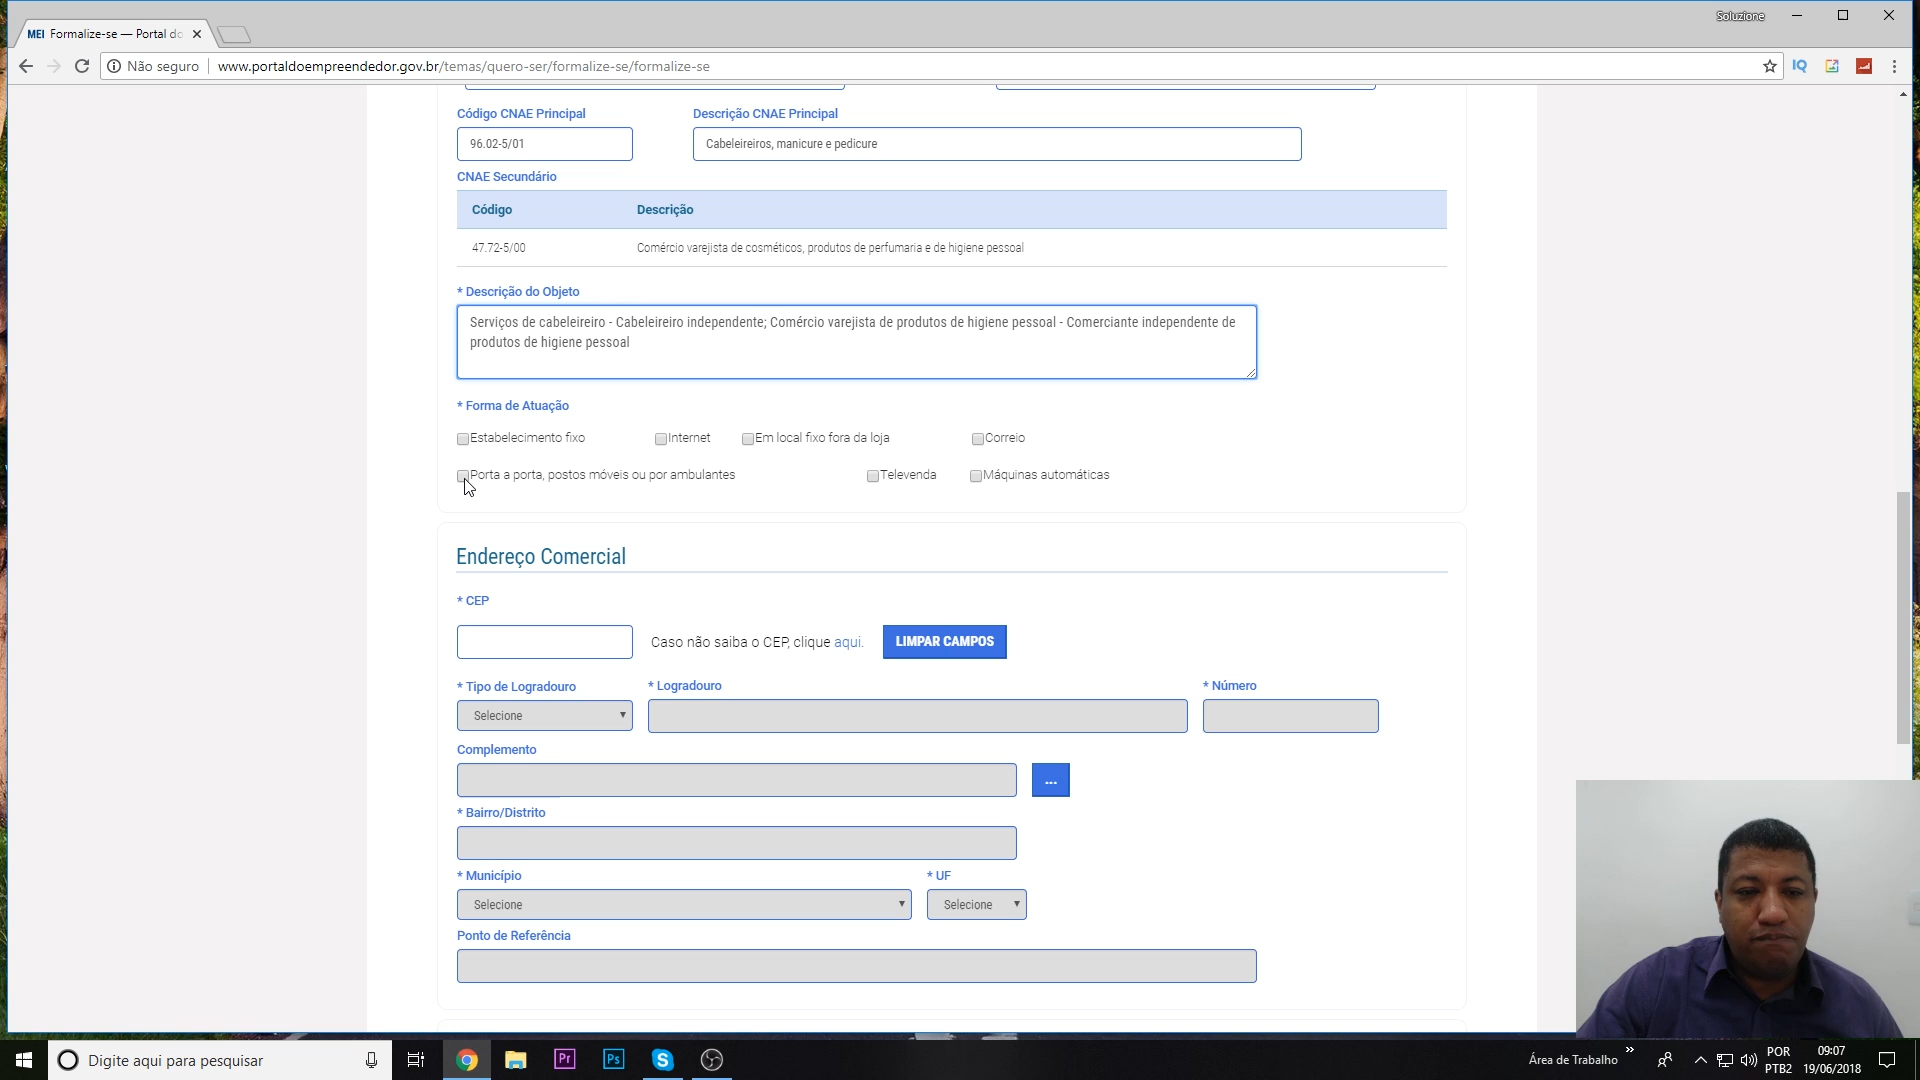 Soluzione
MEI Formalize-se — Portal do
Não seguro www.portaldoempreendedor.gov.br/temas/quero-ser/formalize-se/formalize-se
IQ
Código CNAE Principal Descrição CNAE Principal
96.02-5/01 Cabeleireiros, manicure e pedicure
CNAE Secundário
Código Descrição
47.72-5/00 Comércio varejista de cosméticos, produtos de perfumaria e de higiene pessoal
* Descrição do Objeto
Serviços de cabeleireiro - Cabeleireiro independente; Comércio varejista de produtos de higiene pessoal - Comerciante independente de
produtos de higiene pessoal
* Forma de Atuação
Estabelecimento fixo Internet Em local fixo fora da loja Correio
Porta a porta, postos móveis ou por ambulantes Televenda Máquinas automáticas
Endereço Comercial
* CEP
Caso não saiba o CEP, clique aqui. LIMPAR CAMPOS
* Tipo de Logradouro * Logradouro * Número
Selecione
Complemento
...
* Bairro/Distrito
* Município * UF
Selecione Selecione
Ponto de Referência
Digite aqui para pesquisar Pr Ps S Área de Trabalho » POR 09:07
PTB2 19/06/2018